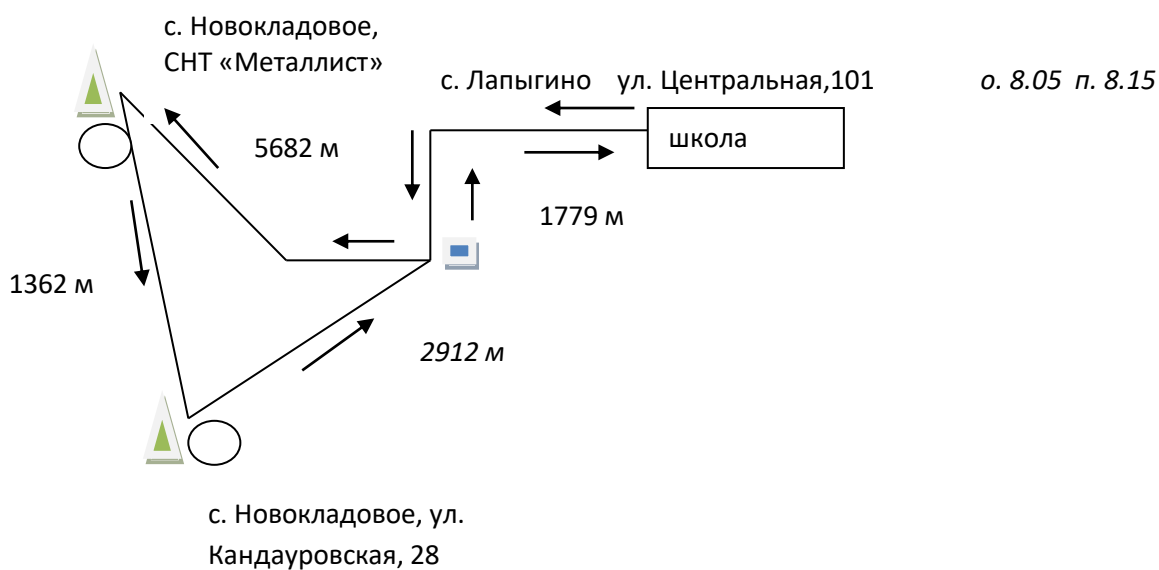 с. Новокладовое,
СНТ «Металлист»
с. Лапыгино ул. Центральная,101 о. 8.05 п. 8.15
школа
5682 м
1779 м
1362 м
2912 м
с. Новокладовое, ул.
Кандауровская, 28